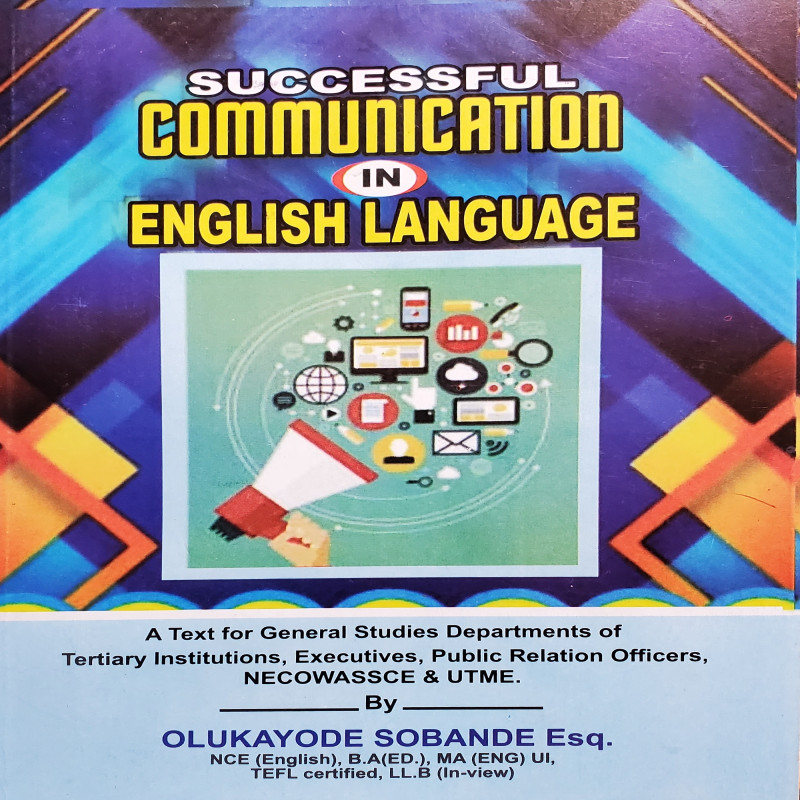 SUCCESSFUL
COMMUNICATION
IN
ENGLISH LANGUAGE
A Text for General Studies Departments of
Tertiary Institutions, Executives, Public Relation Officers,
NECOWASSCE & UTME.
By
OLUKAYODE SOBANDE Esq.
NCE (English), B.A(ED.), MA (ENG) UI,
TEFL certified, LL.B (In-view)